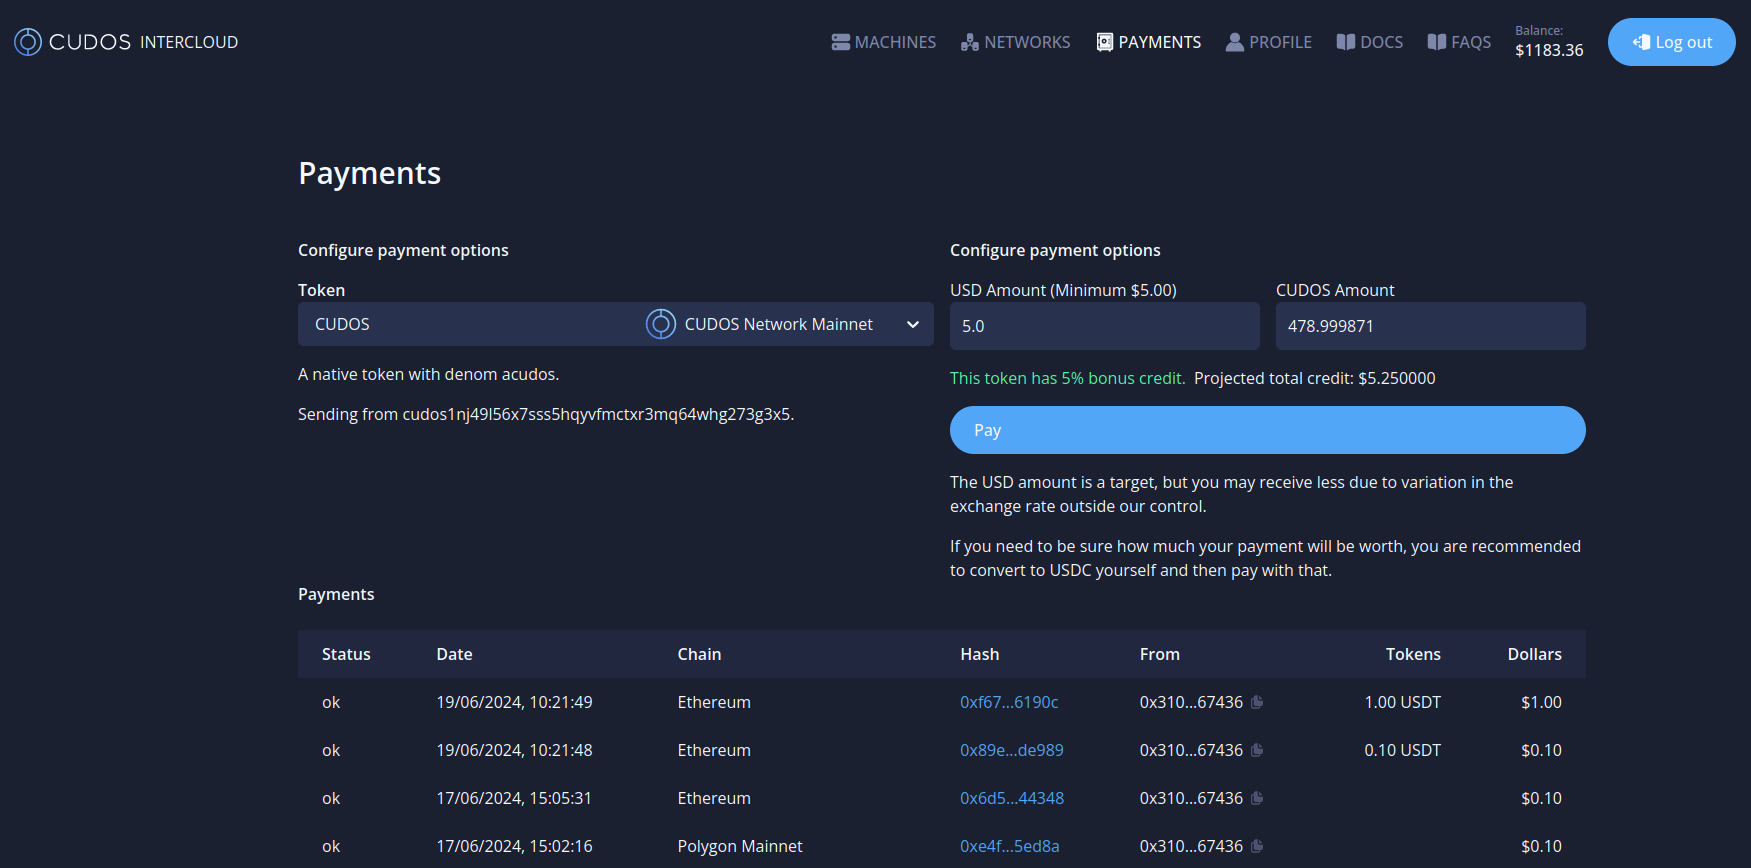 CUDOS INTERCLOUD
MACHINES NETWORKS PAYMENTS PROFILE DOCS FAQS
Balance:
$1183.36
Log out
Payments
Configure payment options
Token
CUDOS CUDOS Network Mainnet
A native token with denom acudos.
Sending from cudos1nj49l56x7sss5hqyvfmctxr3mq64whg273g3x5.
Configure payment options
USD Amount (Minimum $5.00) CUDOS Amount
5.0 478.999871
This token has 5% bonus credit. Projected total credit: $5.250000
Pay
The USD amount is a target, but you may receive less due to variation in the
exchange rate outside our control.
If you need to be sure how much your payment will be worth, you are recommended
to convert to USDC yourself and then pay with that.
Payments
Status Date Chain Hash From Tokens Dollars
ok 19/06/2024, 10:21:49 Ethereum 0xf67...6190c 0x310...67436 1.00 USDT $1.00
ok 19/06/2024, 10:21:48 Ethereum 0x89e...de989 0x310...67436 0.10 USDT $0.10
ok 17/06/2024, 15:05:31 Ethereum 0x6d5...44348 0x310...67436 $0.10
ok 17/06/2024, 15:02:16 Polygon Mainnet 0xe4f...5ed8a 0x310...67436 $0.10